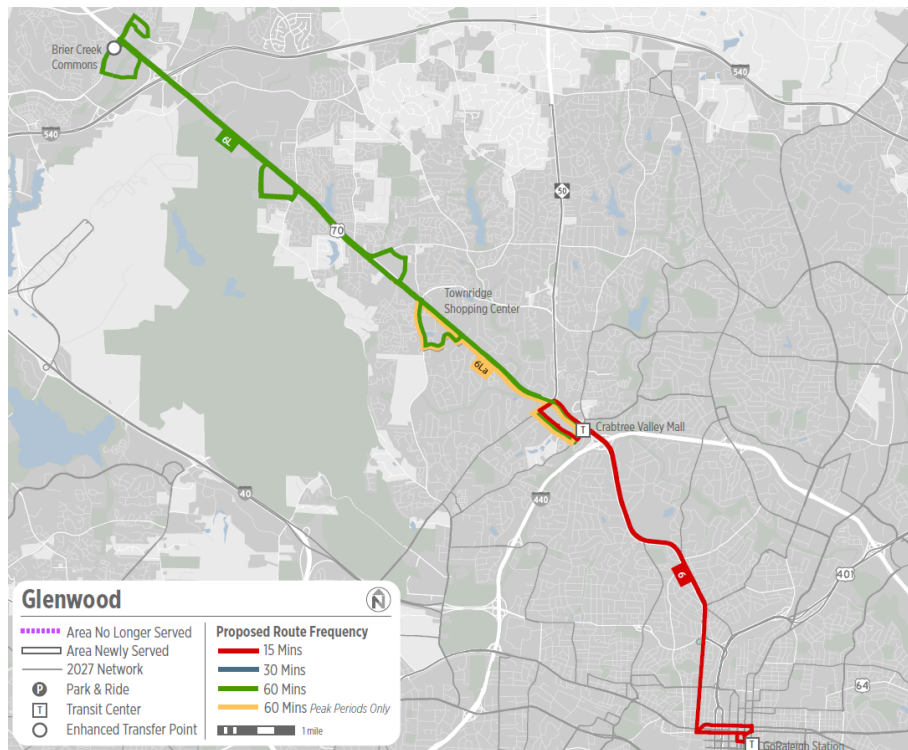 Brier Creek
Commons
540
540
6L
50
70
Townridge
Shopping Center
6La
T
Crabtree Valley Mall
40
440
6
401
64
T
GoRaleigh Station
Glenwood
N
Area No Longer Served
Area Newly Served
2027 Network
P Park & Ride
T Transit Center
Enhanced Transfer Point
Proposed Route Frequency
15 Mins
30 Mins
60 Mins
60 Mins Peak Periods Only
1 mile